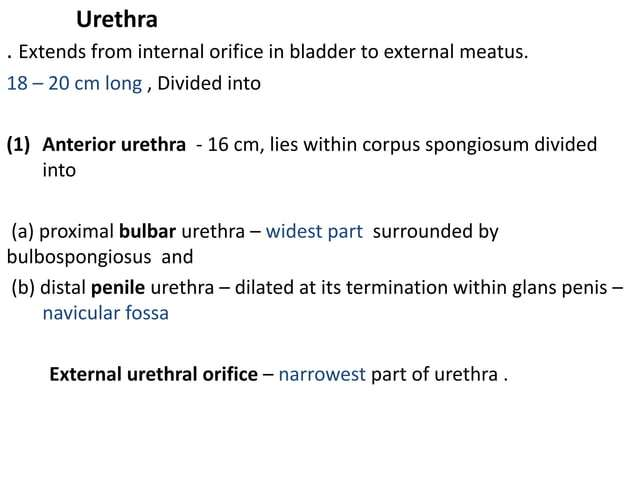 Urethra
. Extends from internal orifice in bladder to external meatus.
18 – 20 cm long , Divided into
(1) Anterior urethra - 16 cm, lies within corpus spongiosum divided
into
(a) proximal bulbar urethra – widest part surrounded by
bulbospongiosus and
(b) distal penile urethra – dilated at its termination within glans penis –
navicular fossa
External urethral orifice – narrowest part of urethra .